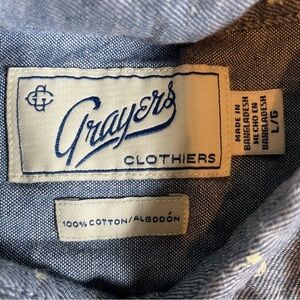 Grayers
CLOTHIERS
MADE IN
BANGLADESH
HECHO EN
BANGLADESH
L/G
100% COTTON/ALGODÓN